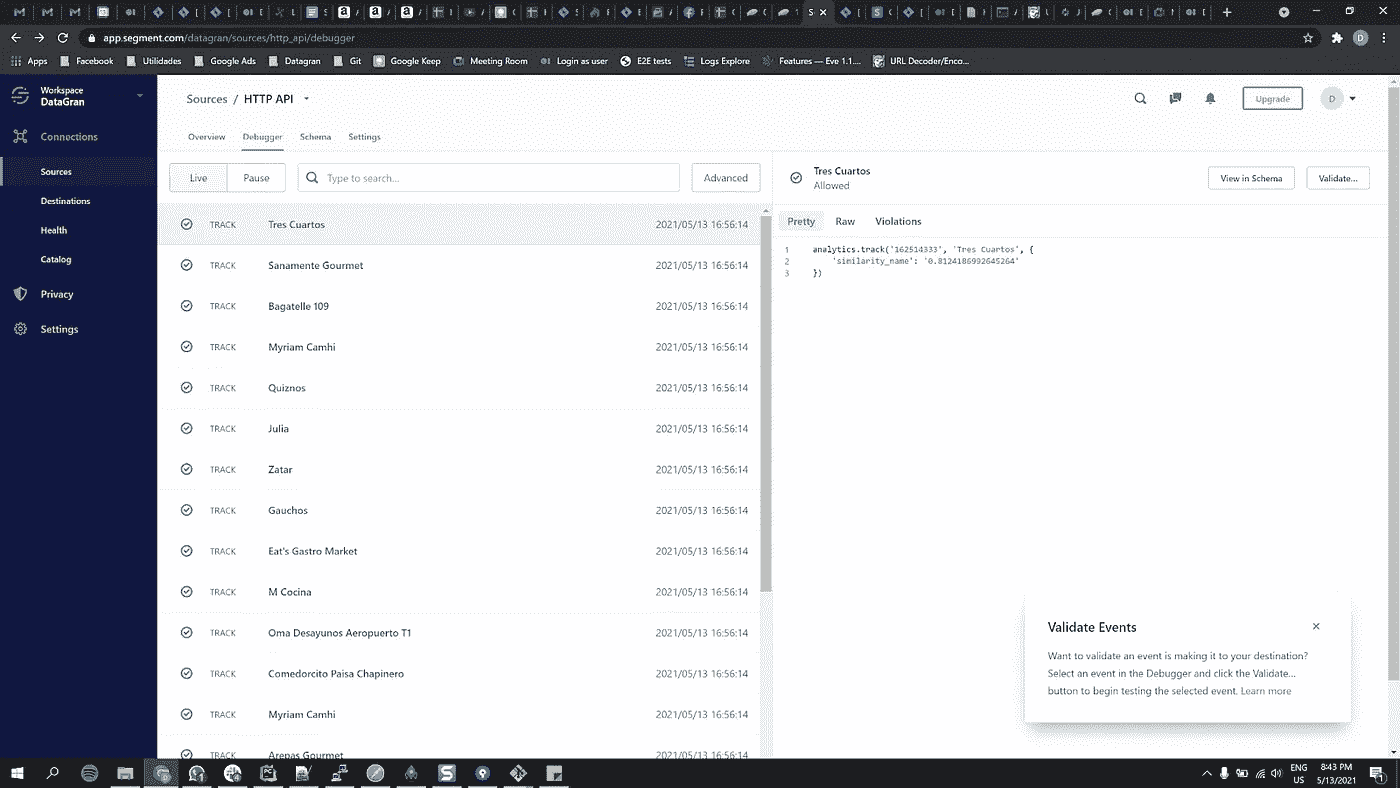 app.segment.com/datagran/sources/http_api/debugger
Apps Facebook Utilidades Google Ads Datagran Git Google Keep Meeting Room Login as user E2E tests Logs Explore Features — Eve 1.1.... URL Decoder/Enco...
Workspace
DataGran
Connections
Sources
Destinations
Health
Catalog
Privacy
Settings
Sources / HTTP API
Upgrade
D
Overview Debugger Schema Settings
Live Pause Type to search... Advanced
TRACK Tres Cuartos 2021/05/13 16:56:14
TRACK Sanamente Gourmet 2021/05/13 16:56:14
TRACK Bagatelle 109 2021/05/13 16:56:14
TRACK Myriam Camhi 2021/05/13 16:56:14
TRACK Quiznos 2021/05/13 16:56:14
TRACK Julia 2021/05/13 16:56:14
TRACK Zatar 2021/05/13 16:56:14
TRACK Gauchos 2021/05/13 16:56:14
TRACK Eat's Gastro Market 2021/05/13 16:56:14
TRACK M Cocina 2021/05/13 16:56:14
TRACK Oma Desayunos Aeropuerto T1 2021/05/13 16:56:14
TRACK Comedorcito Paisa Chapinero 2021/05/13 16:56:14
TRACK Myriam Camhi 2021/05/13 16:56:14
TRACK Arepas Gourmet 2021/05/13 16:56:14
Tres Cuartos
Allowed
View in Schema Validate...
Pretty Raw Violations
1 analytics.track('162514333', 'Tres Cuartos', {
2 'similarity_name': '0.8124186992645264'
3 })
Validate Events
Want to validate an event is making it to your destination?
Select an event in the Debugger and click the Validate...
button to begin testing the selected event. Learn more
ENG
US
8:43 PM
5/13/2021